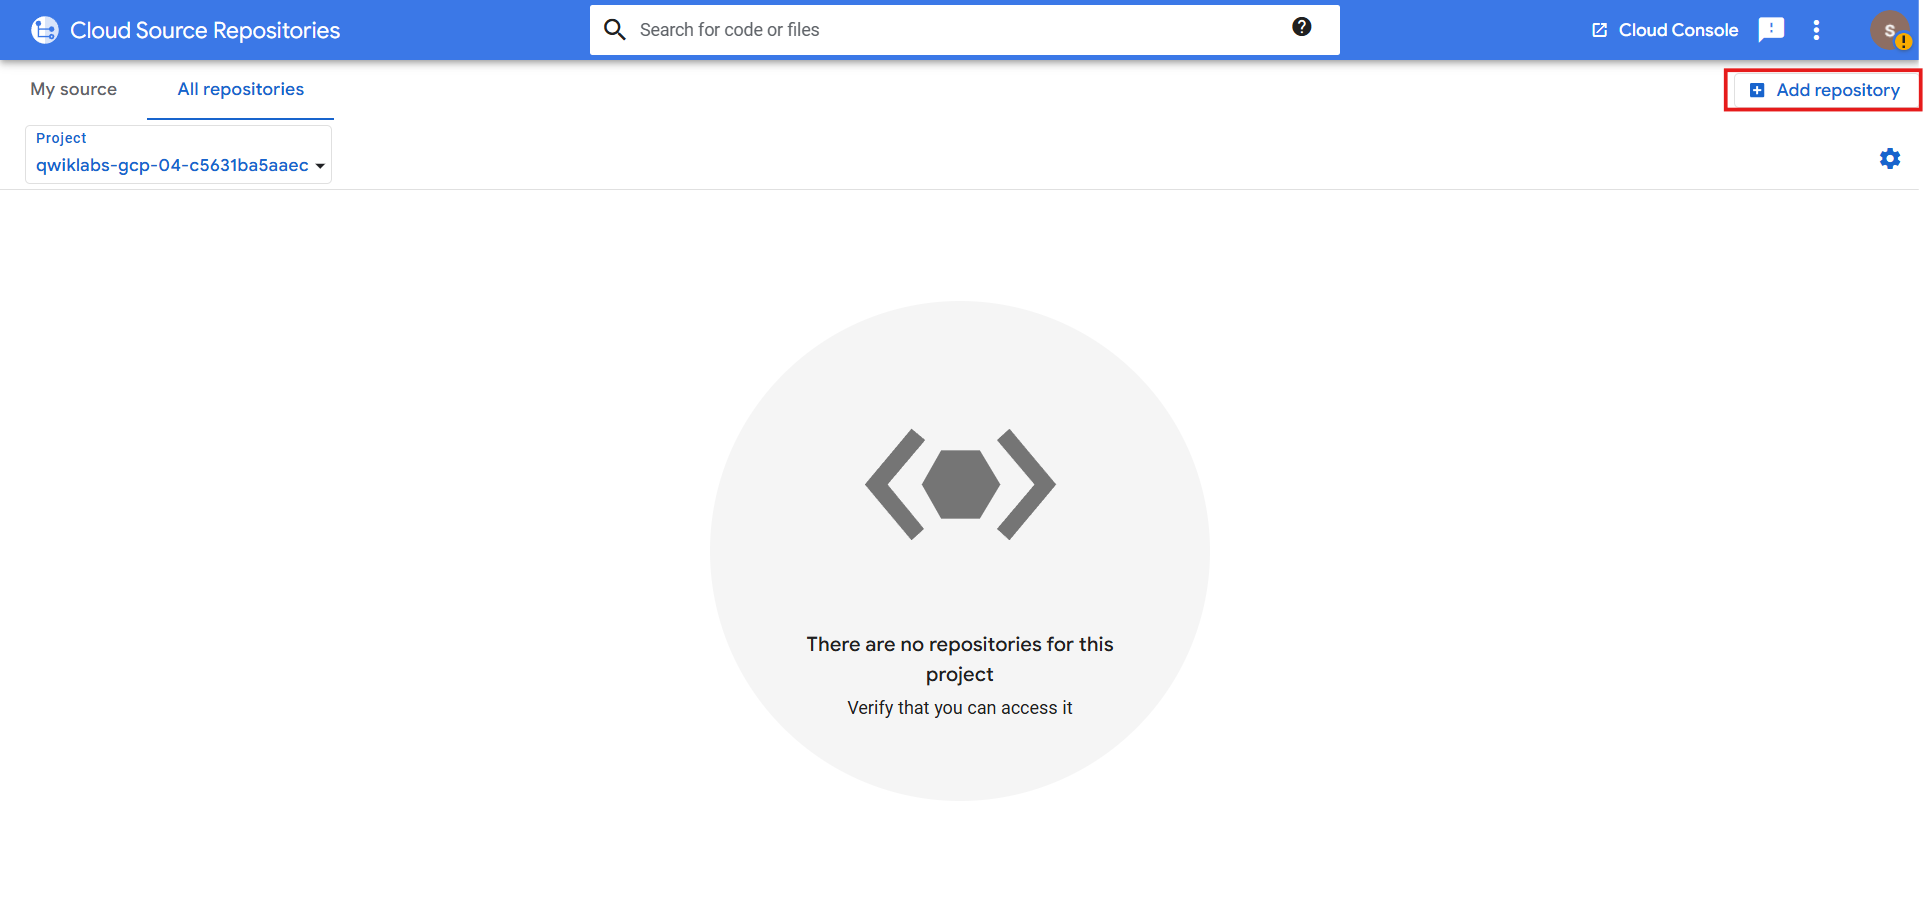 Cloud Source Repositories
Search for code or files
Cloud Console
S
My source
All repositories
Add repository
Project
qwiklabs-gcp-04-c5631ba5aaec
There are no repositories for this
project
Verify that you can access it